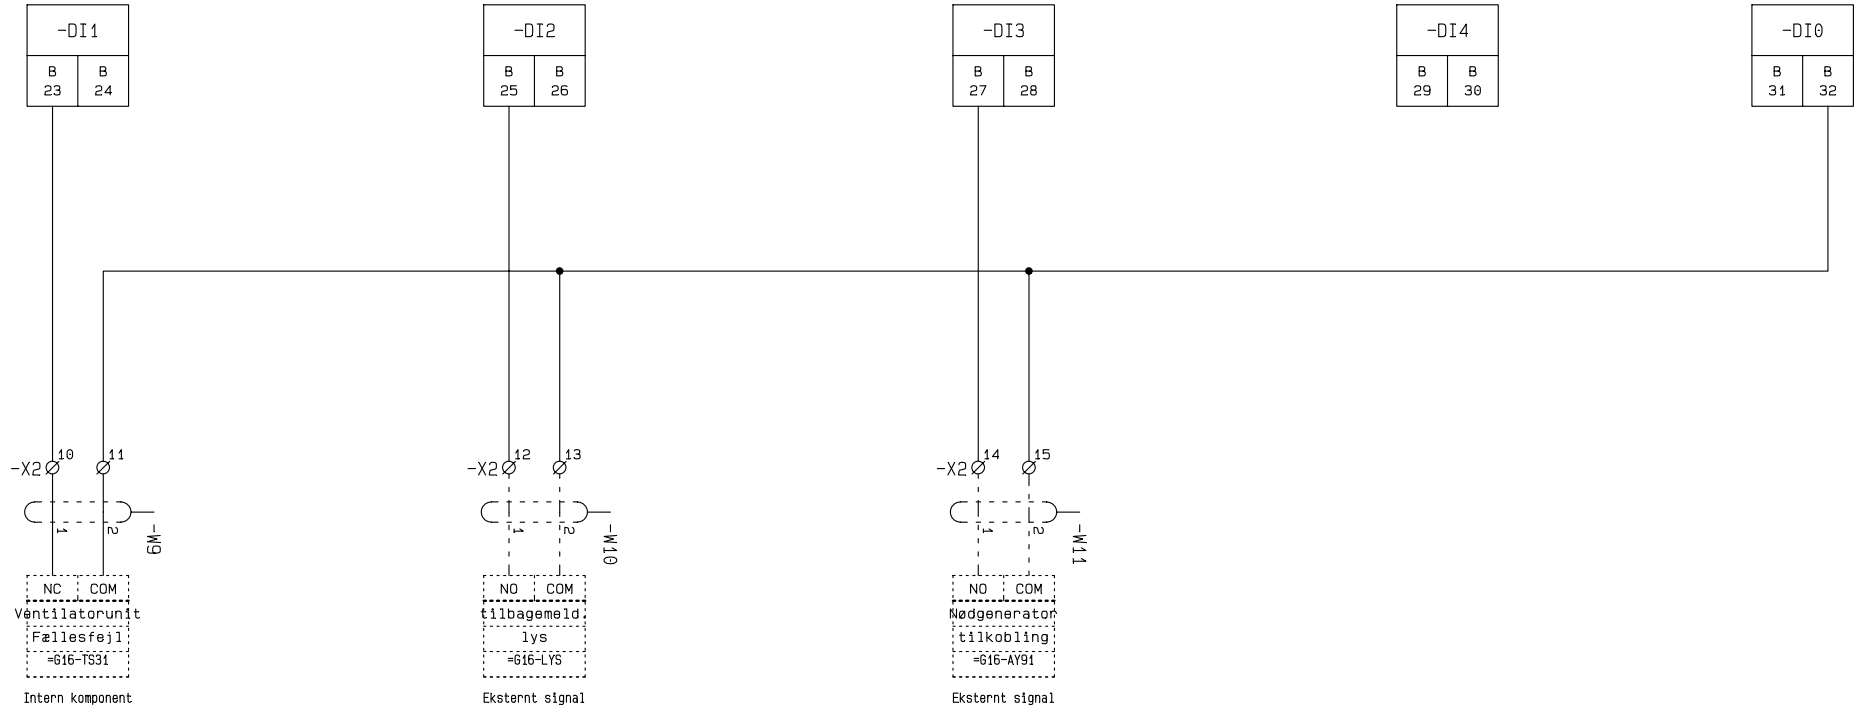 -DI1 -DI2 -DI3 -DI4 -DI0
B B B B B B B B B B
23 24 25 26 27 28 29 30 31 32
10 11 12 13 14 15
-X2 -X2 -X2
1 2 1 2 1 2
-W9 -W10 -W11
NC COM NO COM NO COM
Ventilatorunit tilbagemeld. Nødgenerator
Fællesfejl lys tilkobling
=G16-TS31 =G16-LYS =G16-AY91
Intern komponent Eksternt signal Eksternt signal